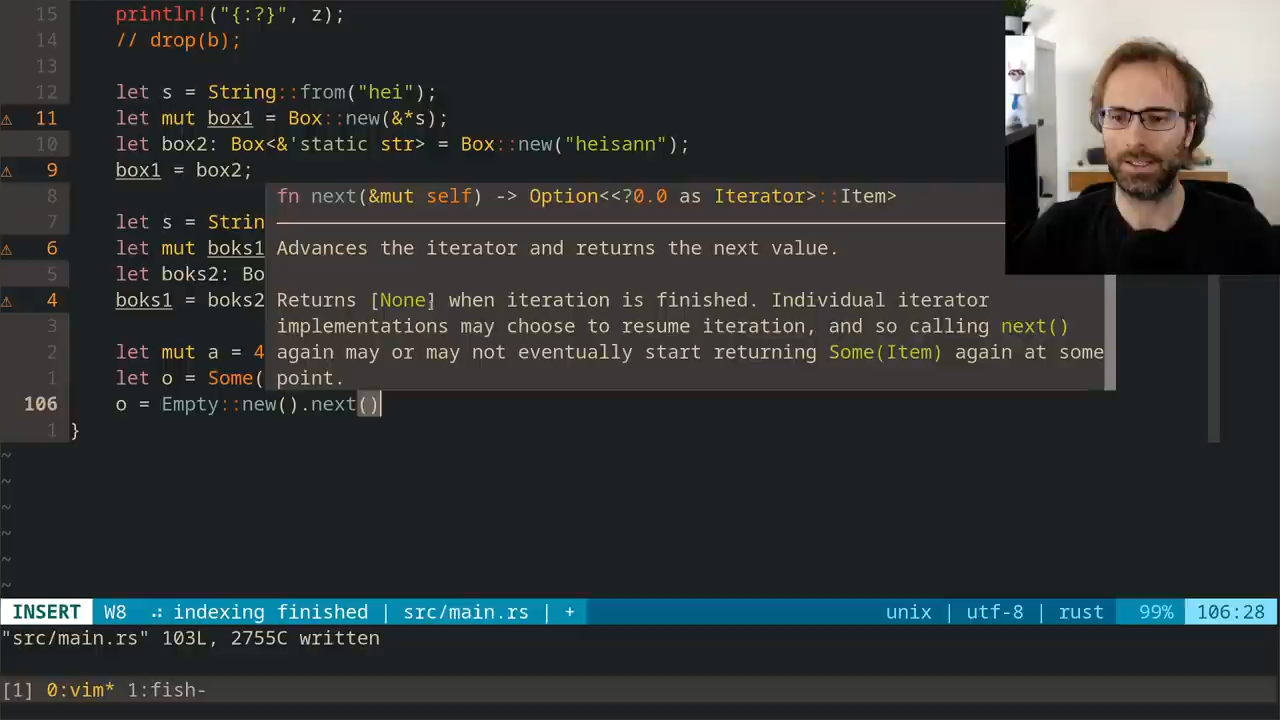 15     println!("{:?}", z);
14     // drop(b);
13
12     let s = String::from("hei");
⚠ 11     let mut box1 = Box::new(&*s);
10     let box2: Box<&'static str> = Box::new("heisann");
⚠ 9     box1 = box2;
8
fn next(&mut self) -> Option<<?0.0 as Iterator>::Item>
7     let s = Strin
⚠ 6     let mut boks1
Advances the iterator and returns the next value.
5     let boks2: Bo
⚠ 4     boks1 = boks2
Returns [None] when iteration is finished. Individual iterator
3
implementations may choose to resume iteration, and so calling next()
2     let mut a = 4
again may or may not eventually start returning Some(Item) again at some
1     let o = Some(
point.
106     o = Empty::new().next()
1 }
~
~
~
~
~
~
INSERT W8 .: indexing finished | src/main.rs | + unix | utf-8 | rust 99% 106:28
"src/main.rs" 103L, 2755C written
[1] 0:vim* 1:fish-